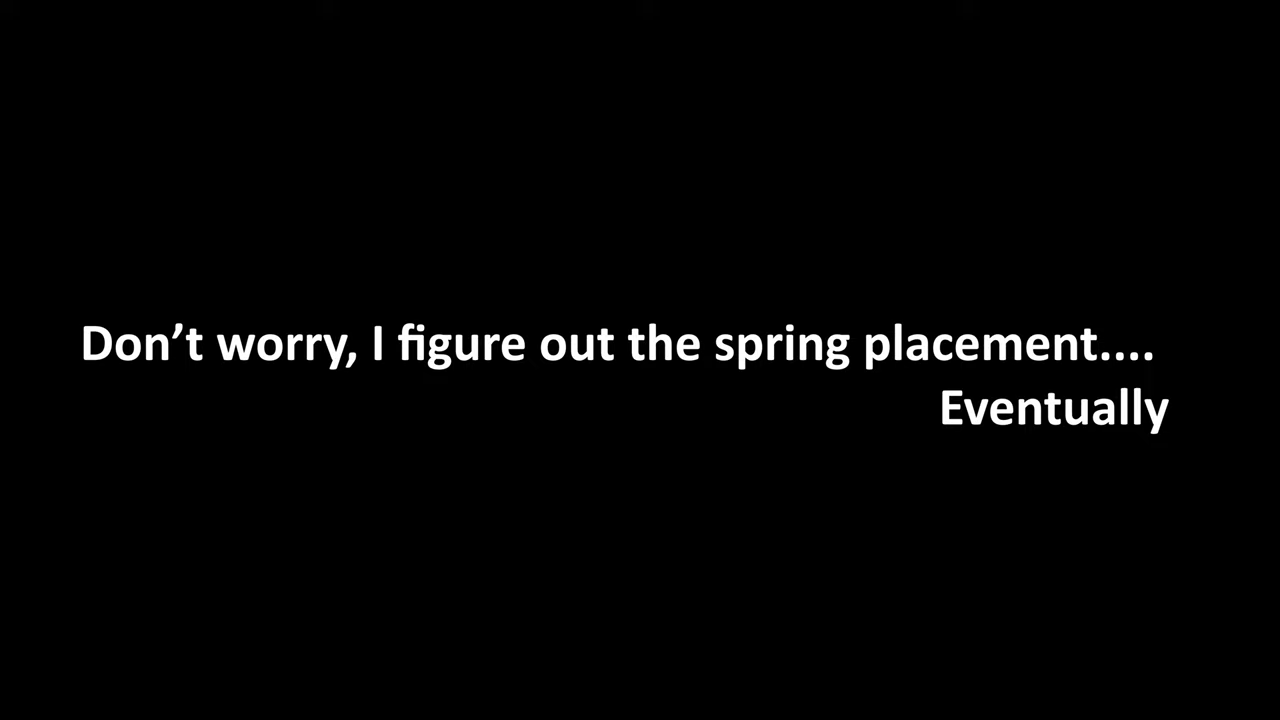 Don’t worry, I figure out the spring placement....
Eventually